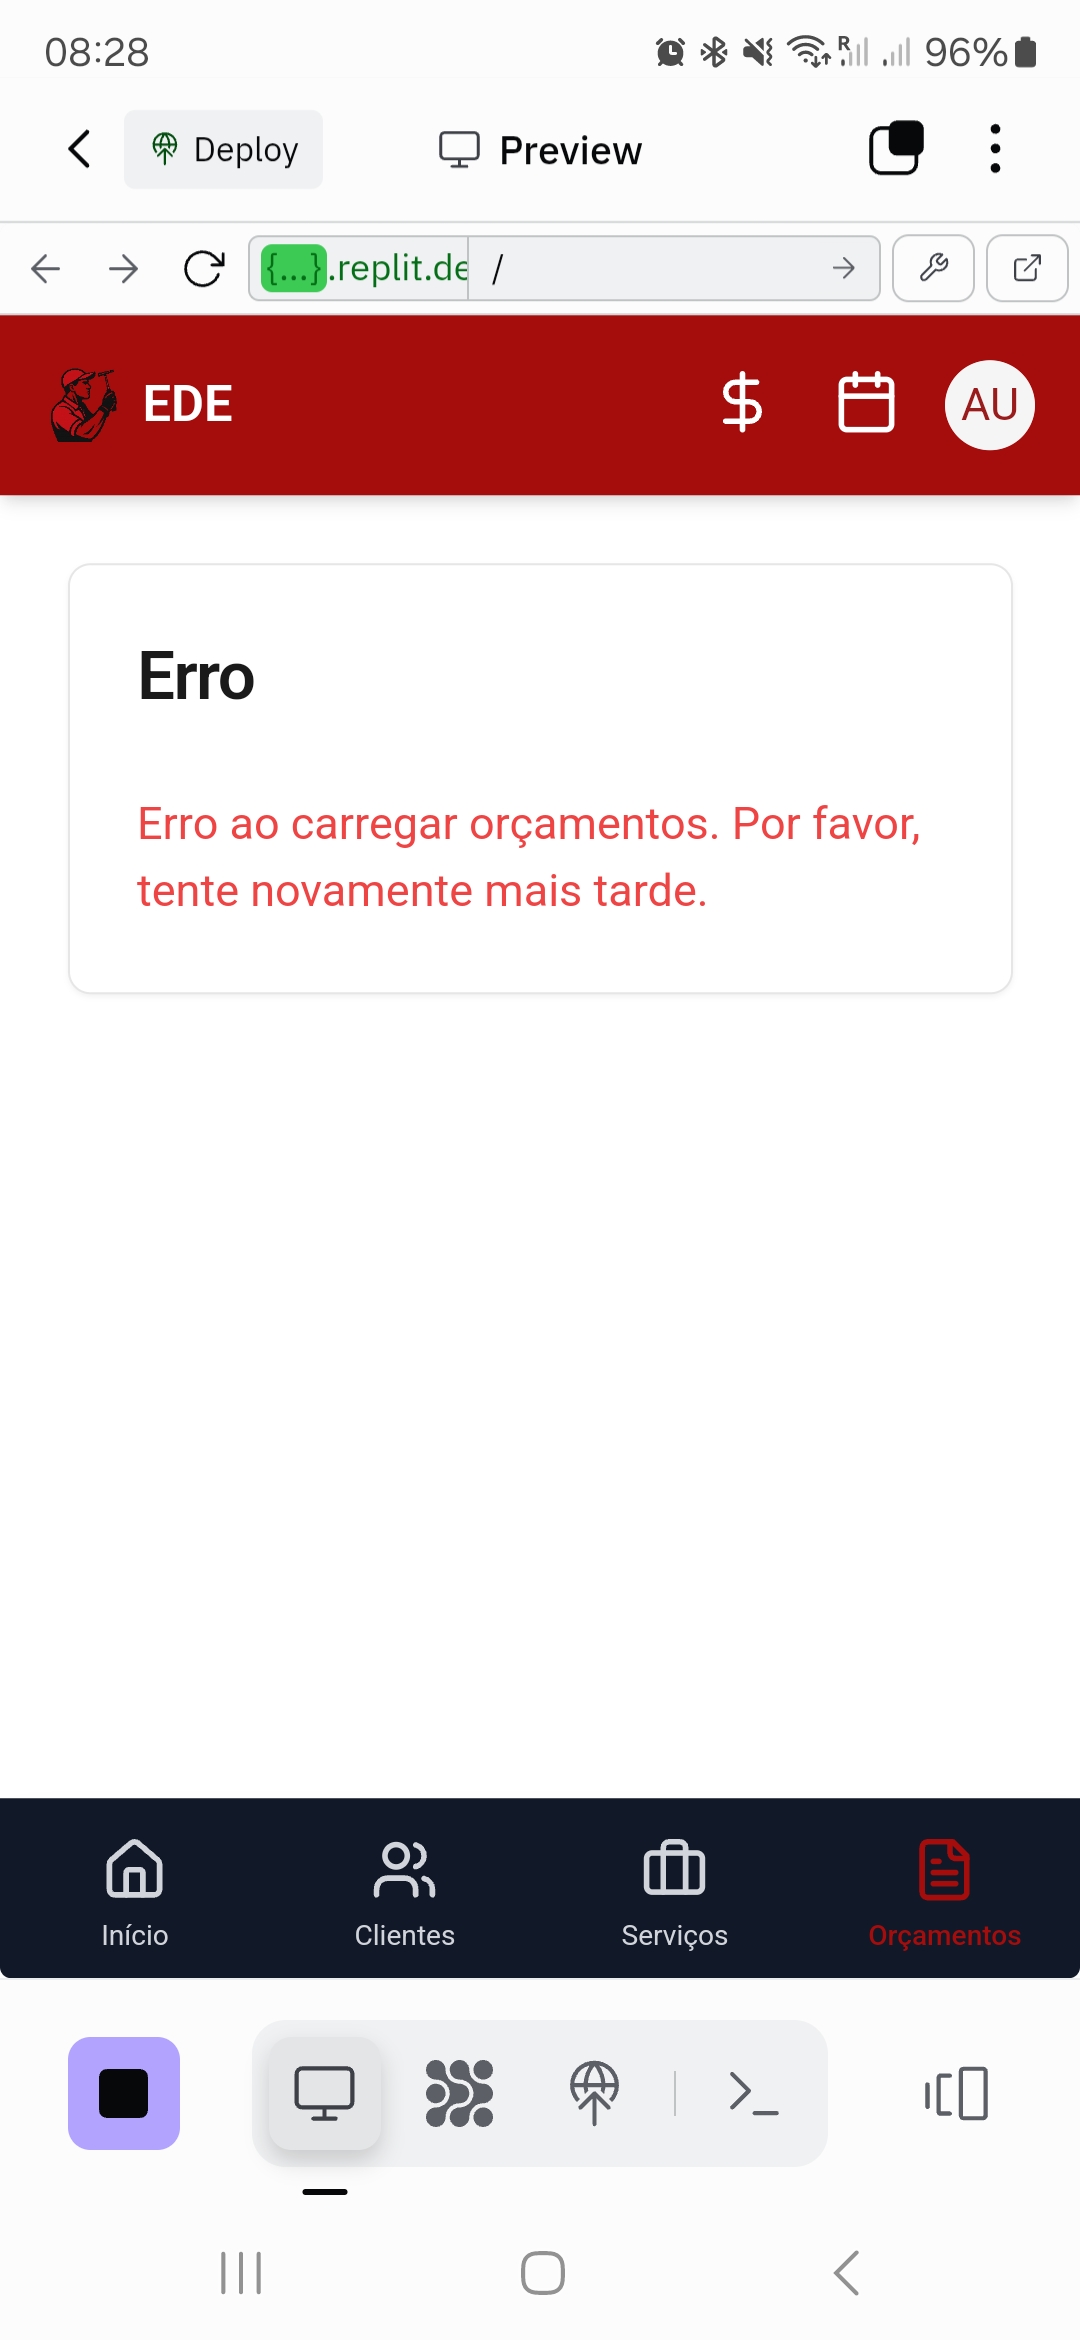 08:28
R
96%
Deploy
Preview
{...}.replit.de
/
EDE
$
AU
Erro
Erro ao carregar orçamentos. Por favor,
tente novamente mais tarde.
Início
Clientes
Serviços
Orçamentos